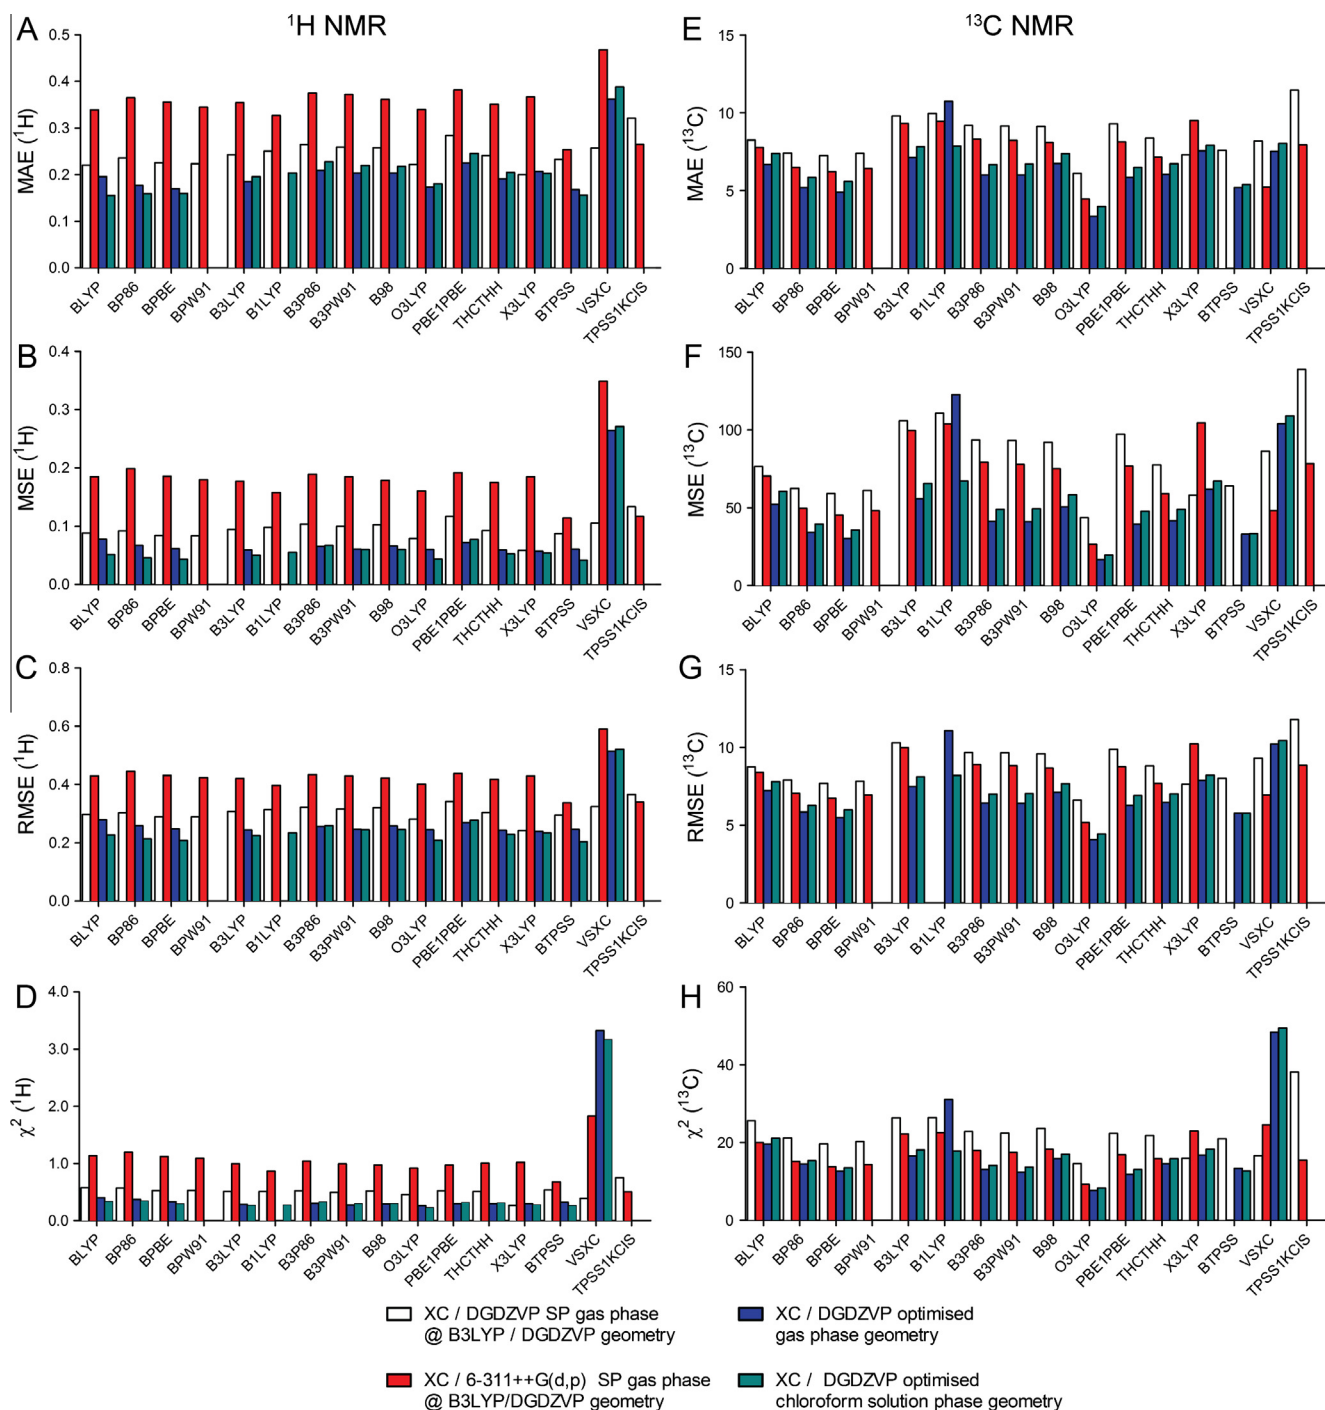 ¹H NMR
A
MAE (¹H)
0.5
0.4
0.3
0.2
0.1
0.0
BLYP
BP86
BPBE
BPW91
B3LYP
B1LYP
B3P86
B3PW91
B98
O3LYP
PBE1PBE
THCTHH
X3LYP
BTPSS
VSXC
TPSS1KCIS
B
MSE (¹H)
0.4
0.3
0.2
0.1
0.0
BLYP
BP86
BPBE
BPW91
B3LYP
B1LYP
B3P86
B3PW91
B98
O3LYP
PBE1PBE
THCTHH
X3LYP
BTPSS
VSXC
TPSS1KCIS
C
RMSE (¹H)
0.8
0.6
0.4
0.2
0.0
BLYP
BP86
BPBE
BPW91
B3LYP
B1LYP
B3P86
B3PW91
B98
O3LYP
PBE1PBE
THCTHH
X3LYP
BTPSS
VSXC
TPSS1KCIS
D
χ² (¹H)
4.0
3.0
2.0
1.0
0.0
BLYP
BP86
BPBE
BPW91
B3LYP
B1LYP
B3P86
B3PW91
B98
O3LYP
PBE1PBE
THCTHH
X3LYP
BTPSS
VSXC
TPSS1KCIS
¹³C NMR
E
MAE (¹³C)
15
10
5
0
BLYP
BP86
BPBE
BPW91
B3LYP
B1LYP
B3P86
B3PW91
B98
O3LYP
PBE1PBE
THCTHH
X3LYP
BTPSS
VSXC
TPSS1KCIS
F
MSE (¹³C)
150
100
50
0
BLYP
BP86
BPBE
BPW91
B3LYP
B1LYP
B3P86
B3PW91
B98
O3LYP
PBE1PBE
THCTHH
X3LYP
BTPSS
VSXC
TPSS1KCIS
G
RMSE (¹³C)
15
10
5
0
BLYP
BP86
BPBE
BPW91
B3LYP
B1LYP
B3P86
B3PW91
B98
O3LYP
PBE1PBE
THCTHH
X3LYP
BTPSS
VSXC
TPSS1KCIS
H
χ² (¹³C)
60
40
20
0
BLYP
BP86
BPBE
BPW91
B3LYP
B1LYP
B3P86
B3PW91
B98
O3LYP
PBE1PBE
THCTHH
X3LYP
BTPSS
VSXC
TPSS1KCIS
XC / DGDZVP SP gas phase
@ B3LYP / DGDZVP geometry
XC / DGDZVP optimised
gas phase geometry
XC / 6-311++G(d,p) SP gas phase
@ B3LYP/DGDZVP geometry
XC / DGDZVP optimised
chloroform solution phase geometry